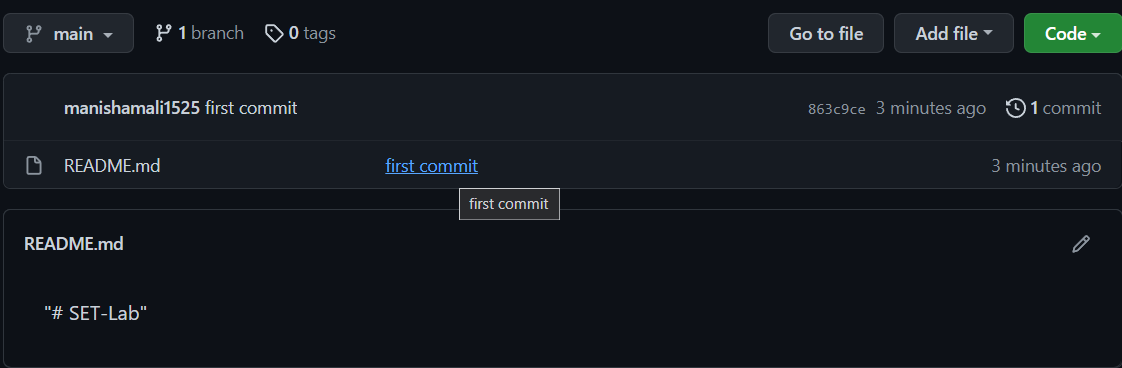 main 1 branch 0 tags Go to file Add file Code
manishamali1525 first commit 863c9ce 3 minutes ago 1 commit
README.md first commit 3 minutes ago
first commit
README.md
"# SET-Lab"